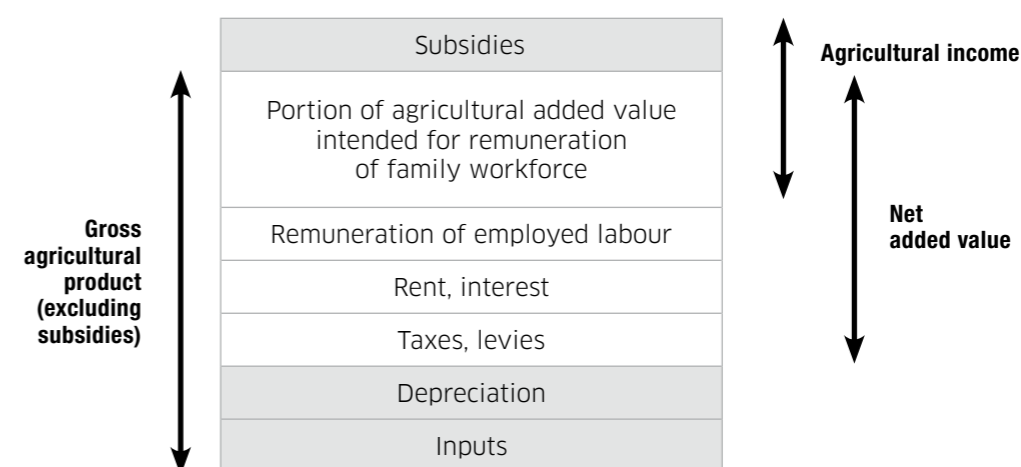 Subsidies
Agricultural income
Portion of agricultural added value
intended for remuneration
of family workforce
Gross
agricultural
product
(excluding
subsidies)
Remuneration of employed labour
Net
added value
Rent, interest
Taxes, levies
Depreciation
Inputs